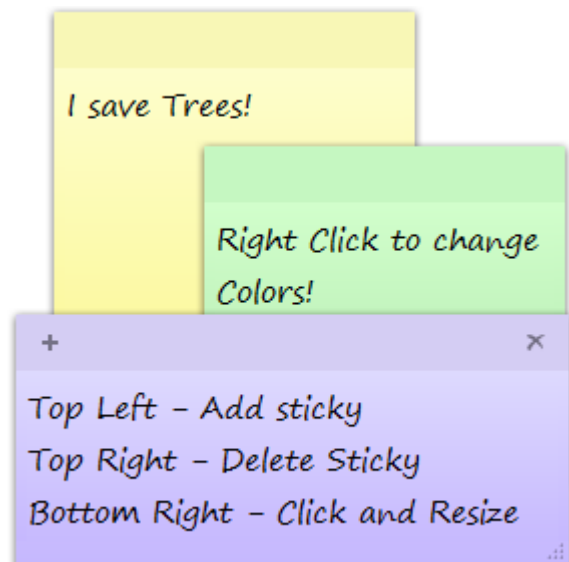 I save Trees!
Right Click to change
Colors!
Top Left - Add sticky
Top Right - Delete Sticky
Bottom Right - Click and Resize